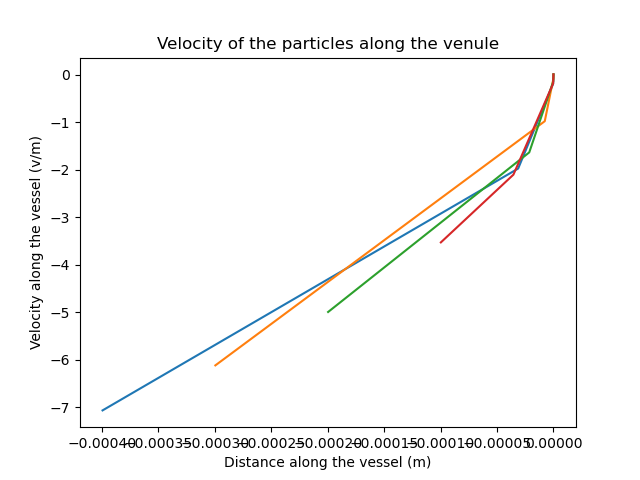 Velocity of the particles along the venule
Velocity along the vessel (v/m)
0
−1
−2
−3
−4
−5
−6
−7
−0.00040 −0.00035 −0.00030 −0.00025 −0.00020 −0.00015 −0.00010 −0.00005 0.00000
Distance along the vessel (m)